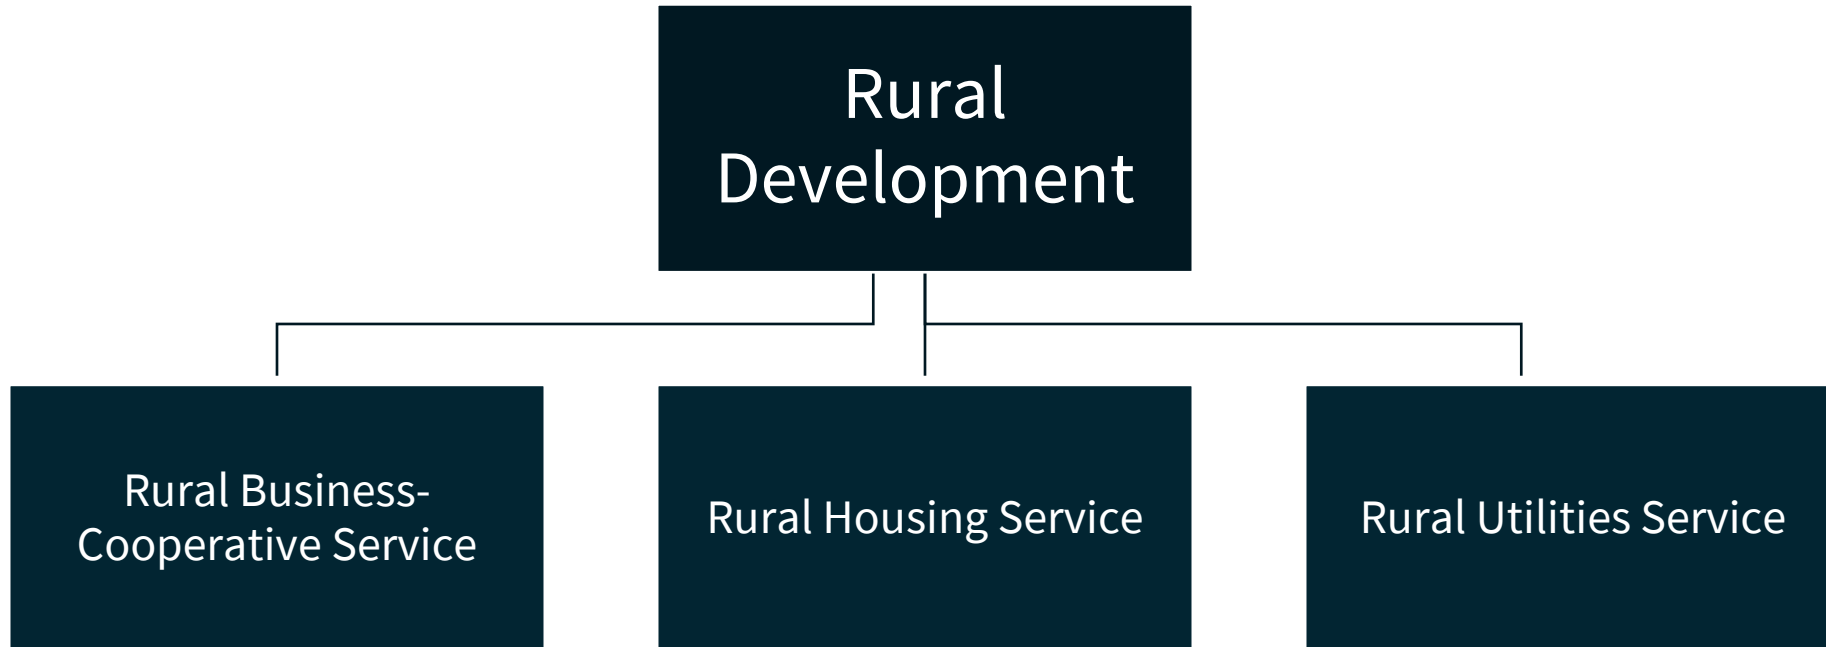 Rural
Development
Rural Business-
Cooperative Service
Rural Housing Service
Rural Utilities Service